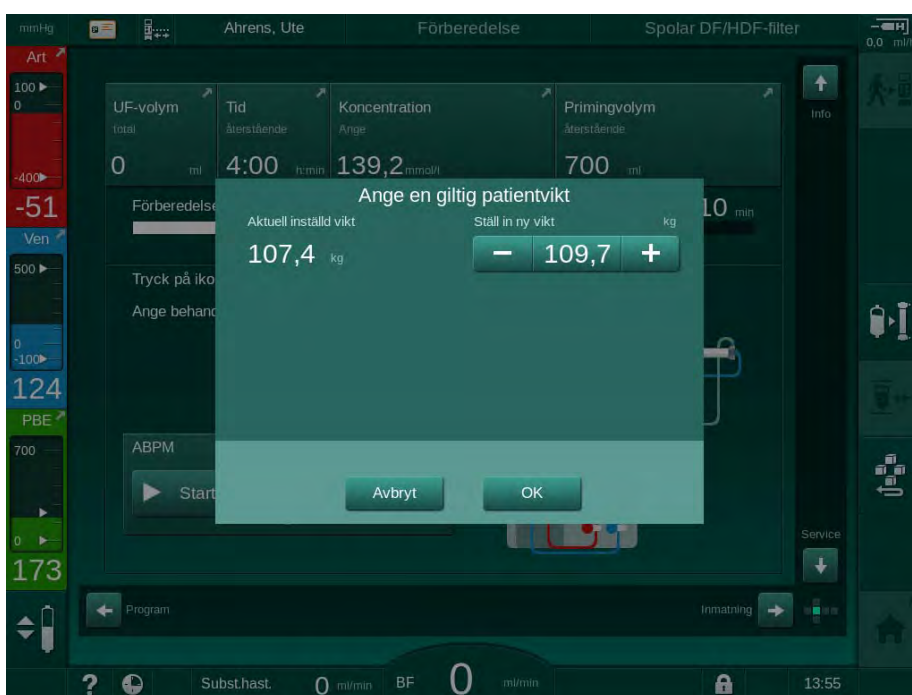 mmHg Ahrens, Ute Förberedelse Spolar DF/HDF-filter
H
0,0 ml/
Art
100
0
-400
-51
Ven
500
0
-100
124
PBE
700
0
173
UF-volym Tid Koncentration Primingvolym
total återstående Ange återstående
0 ml 4:00 h:min 139,2 mmol/l 700 ml
Info
Förberedelse 10 min
Ange en giltig patientvikt
Aktuell inställd vikt Ställ in ny vikt kg
107,4 kg − 109,7 +
Tryck på iko
Ange behand
ABPM
Start
Avbryt OK
Service
Program Inmatning
? Subst.hast. 0 ml/min BF 0 ml/min 13:55